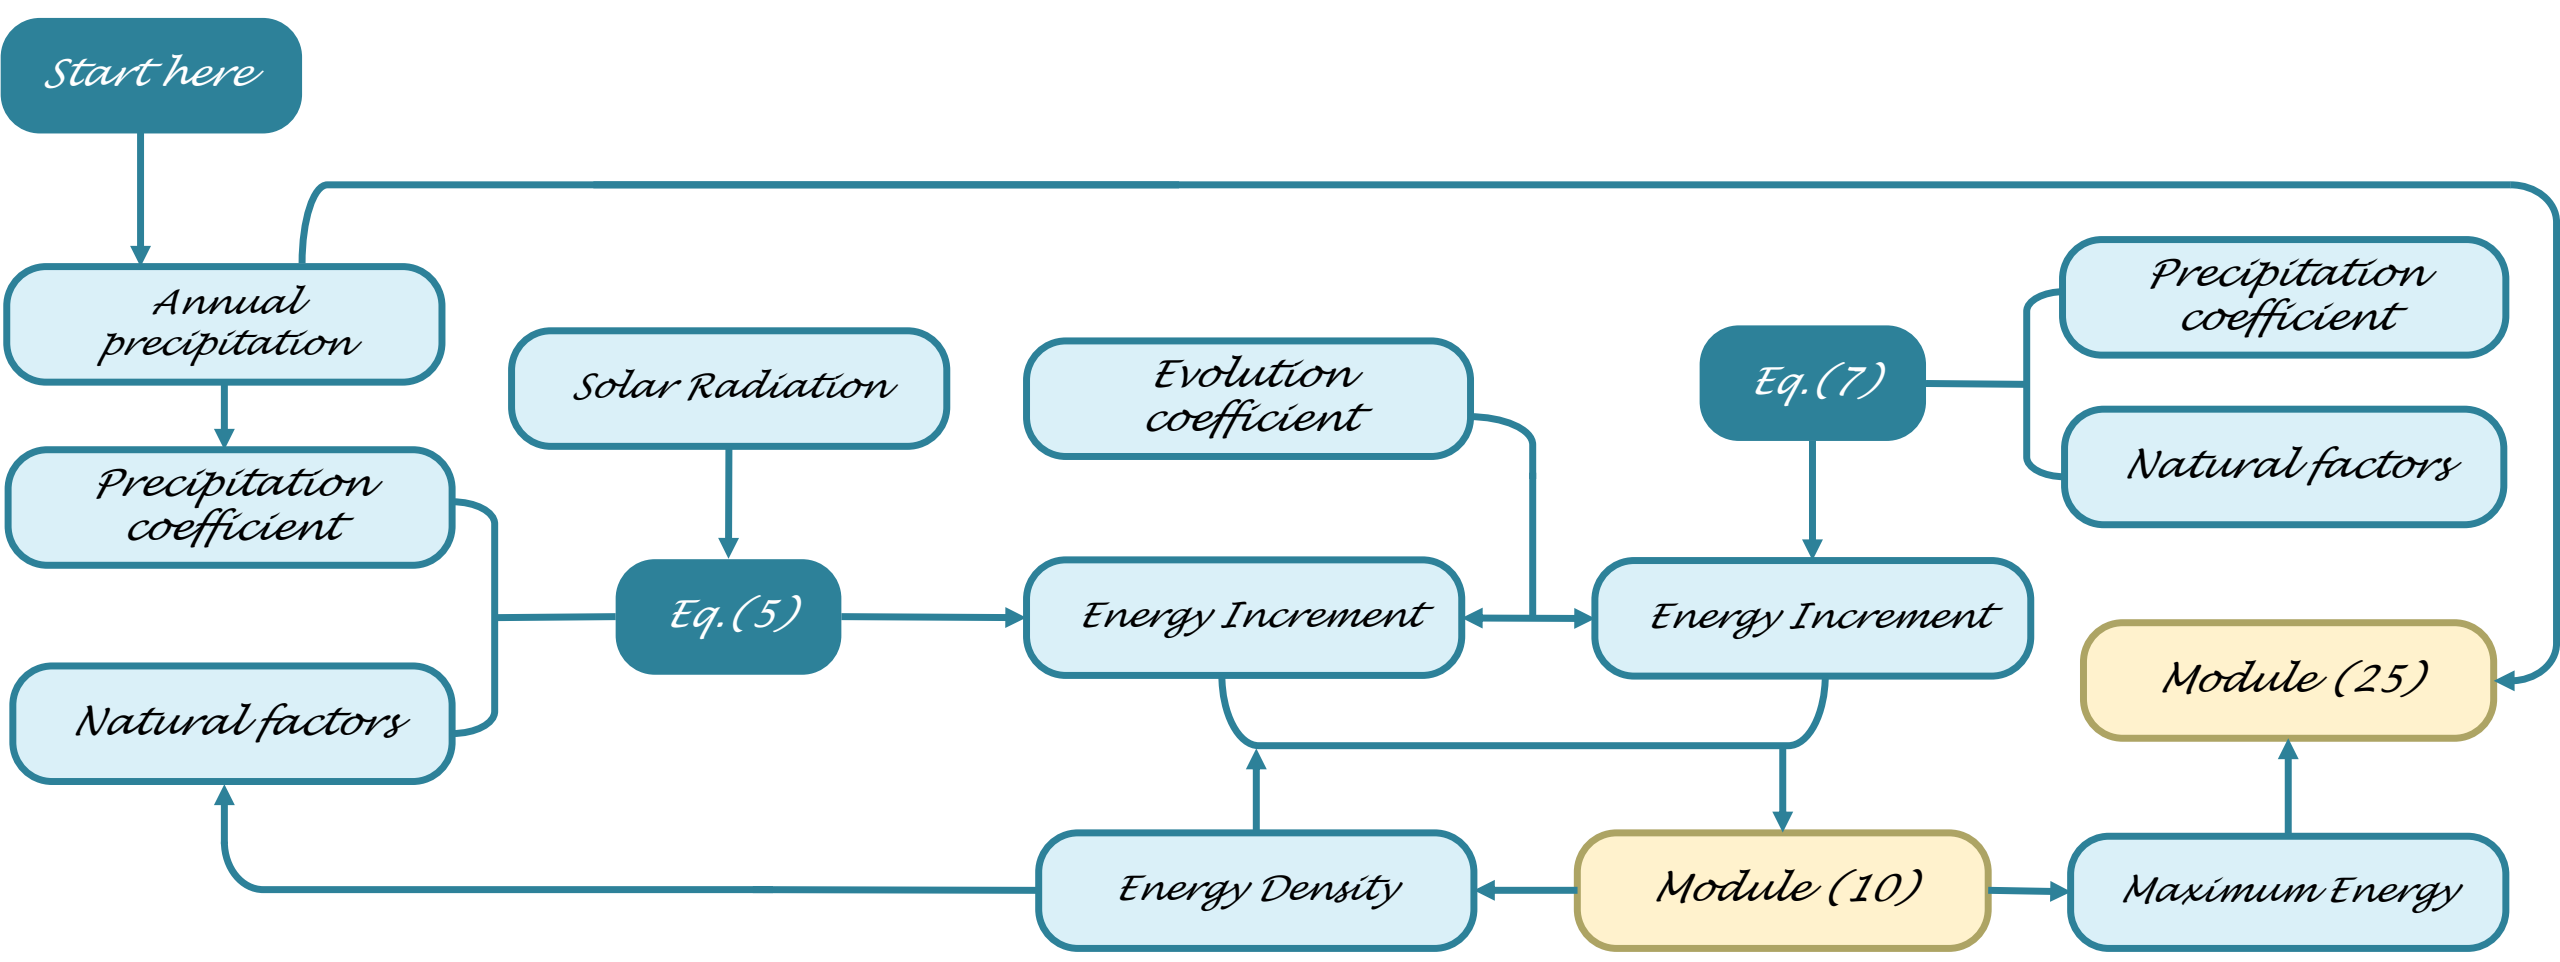 Start here
Annual
precipitation
Precipitation
coefficient
Natural factors
Solar Radiation
Eq.(5)
Evolution
coefficient
Energy Increment
Eq.(7)
Energy Increment
Precipitation
coefficient
Natural factors
Module (25)
Energy Density
Module (10)
Maximum Energy